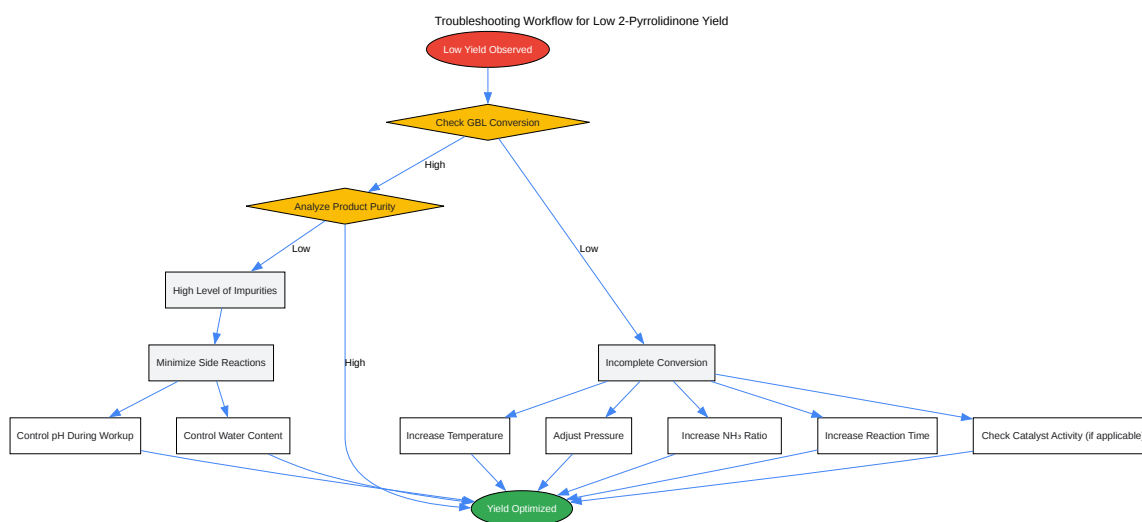 Troubleshooting Workflow for Low 2-Pyrrolidinone Yield
Low Yield Observed
Check GBL Conversion
High
Analyze Product Purity
Low
Low
High Level of Impurities
Minimize Side Reactions
High
Incomplete Conversion
Control pH During Workup
Control Water Content
Increase Temperature
Adjust Pressure
Increase NH₃ Ratio
Increase Reaction Time
Check Catalyst Activity (if applicable)
Yield Optimized